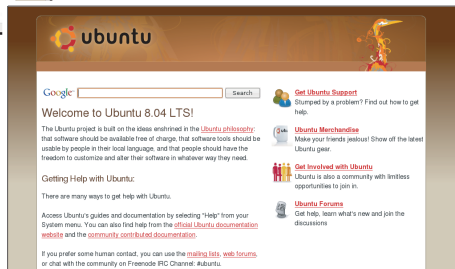 ubuntu
Google
Search
Welcome to Ubuntu 8.04 LTS!
The Ubuntu project is built on the ideas enshrined in the Ubuntu philosophy:
that software should be available free of charge, that software tools should be
usable by people in their local language, and that people should have the
freedom to customize and alter their software in whatever way they need.
Getting Help with Ubuntu:
There are many ways to get help with Ubuntu.
Access Ubuntu's guides and documentation by selecting "Help" from your
System menu. You can also find help from the official Ubuntu documentation
website and the community contributed documentation.
If you prefer some human contact, you can use the mailing lists, web forums,
or chat with the community on Freenode IRC Channel: #ubuntu.
Get Ubuntu Support
Stumped by a problem? Find out how to get
help.
Ubuntu Merchandise
Make your friends jealous! Show off the latest
Ubuntu gear.
Get Involved with Ubuntu
Ubuntu is also a community with limitless
opportunities to join in.
Ubuntu Forums
Get help, learn what's new and join the
discussions